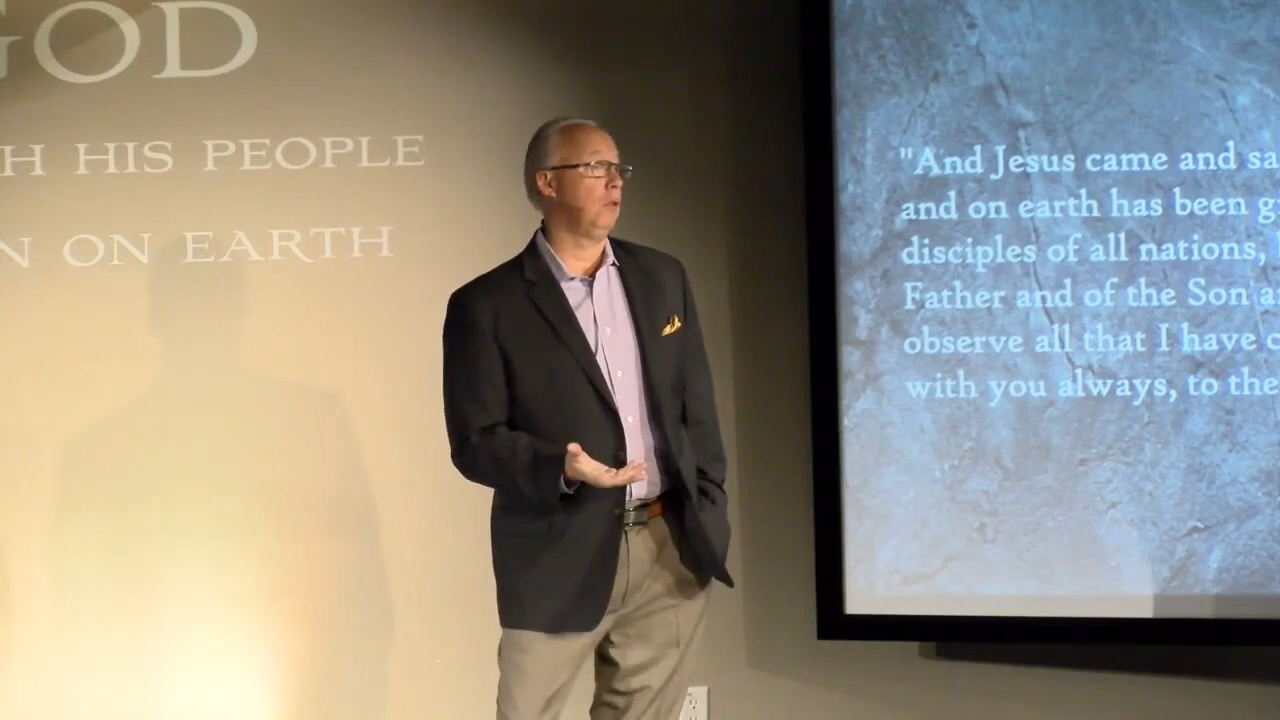 GOD
H HIS PEOPLE
N ON EARTH
"And Jesus came and sa
and on earth has been g
disciples of all nations,
Father and of the Son a
observe all that I have c
with you always, to the